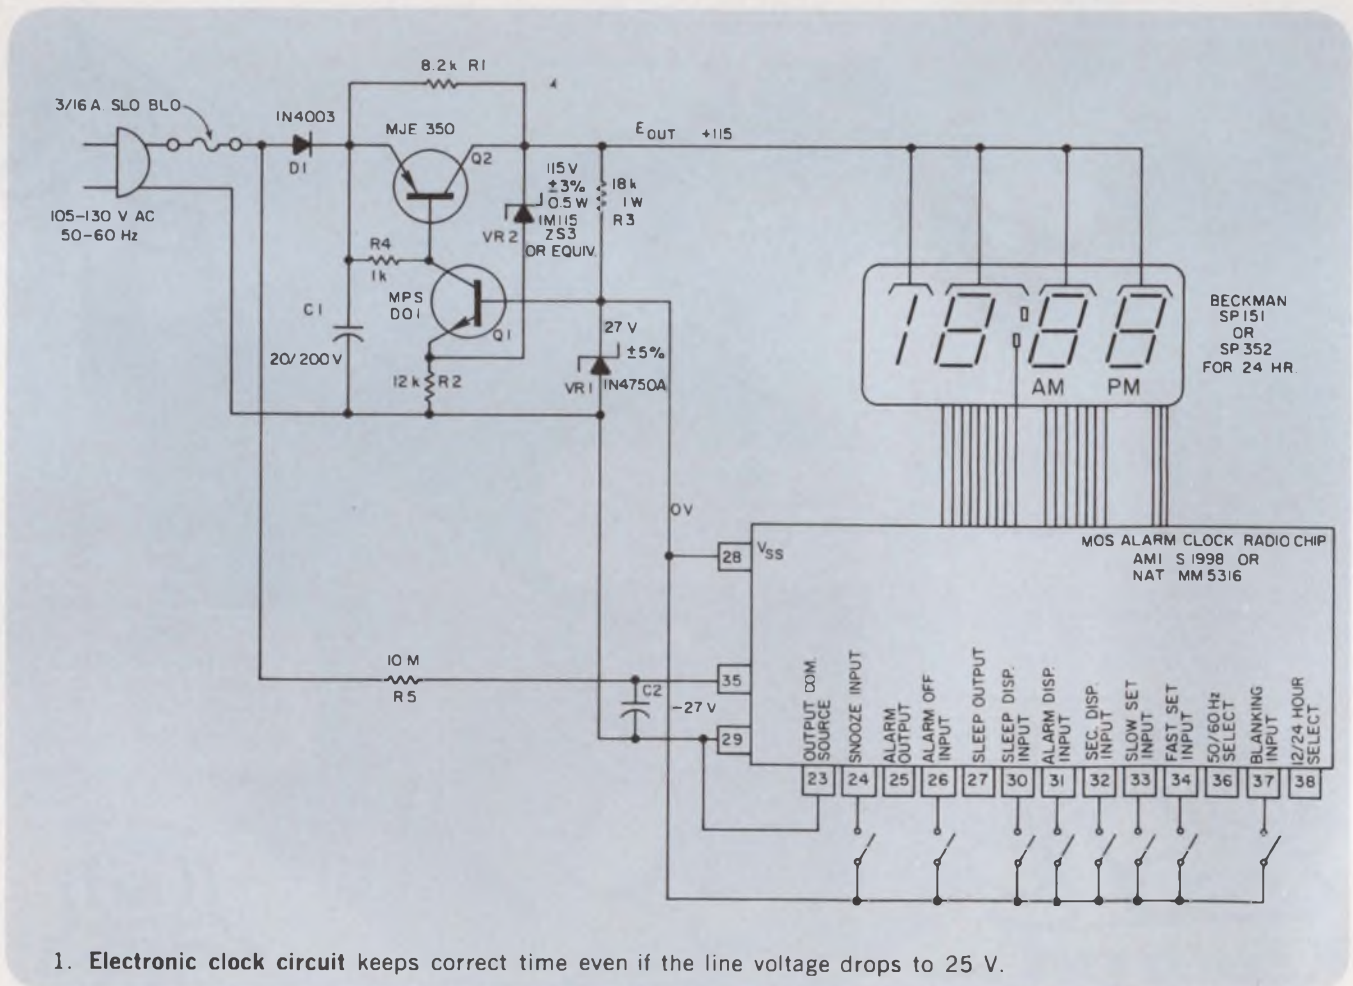 8.2k R1
3/16 A SLO BLO
1N4003
D1
MJE 350
Q2
E OUT +115
105-130 V AC
50-60 Hz
115 V
±3%
0.5 W
1M115
ZS3
OR EQUIV.
VR2
18k
1 W
R3
R4
1k
MPS
D01
Q1
C1
20/200 V
12k R2
27 V
±5%
VR1 1N4750A
18:88
AM PM
BECKMAN
SP 151
OR
SP 352
FOR 24 HR.
0V
28 VSS
MOS ALARM CLOCK RADIO CHIP
AMI S 1998 OR
NAT MM 5316
10 M
R5
35
C2
-27 V
29
OUTPUT COM. SOURCE
SNOOZE INPUT
ALARM OUTPUT
ALARM OFF INPUT
SLEEP OUTPUT
SLEEP DISP. INPUT
ALARM DISP. INPUT
SEC. DISP. INPUT
SLOW SET INPUT
FAST SET INPUT
50/60 Hz SELECT
BLANKING INPUT
12/24 HOUR SELECT
23 24 25 26 27 30 31 32 33 34 36 37 38
1. Electronic clock circuit keeps correct time even if the line voltage drops to 25 V.